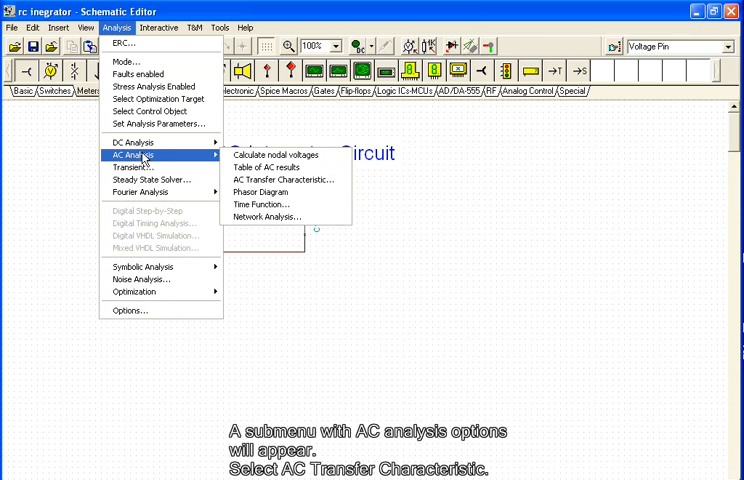 rc inegrator - Schematic Editor
File Edit Insert View Analysis Interactive T&M Tools Help
100%
Voltage Pin
Basic Switches Meters Spice Macros Gates Flip-flops Logic ICs-MCUs AD/DA-555 RF Analog Control Special
ERC...
Mode...
Faults enabled
Stress Analysis Enabled
Select Optimization Target
Select Control Object
Set Analysis Parameters...
DC Analysis
AC Analysis
Transient...
Steady State Solver...
Fourier Analysis
Digital Step-by-Step
Digital Timing Analysis...
Digital VHDL Simulation...
Mixed VHDL Simulation...
Symbolic Analysis
Noise Analysis...
Optimization
Options...
Calculate nodal voltages
Table of AC results
AC Transfer Characteristic...
Phasor Diagram
Time Function...
Network Analysis...
Circuit
A submenu with AC analysis options
will appear.
Select AC Transfer Characteristic.